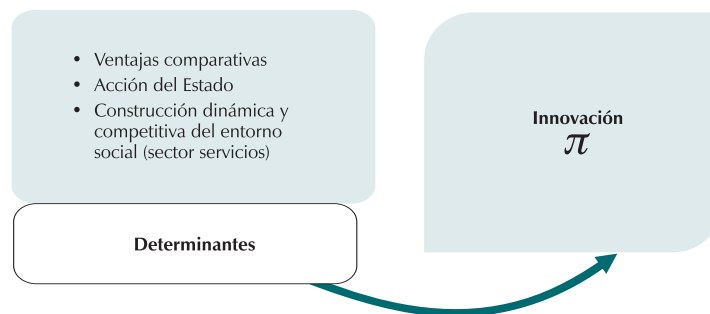 • Ventajas comparativas
• Acción del Estado
• Construcción dinámica y
competitiva del entorno
social (sector servicios)
Determinantes
Innovación
π